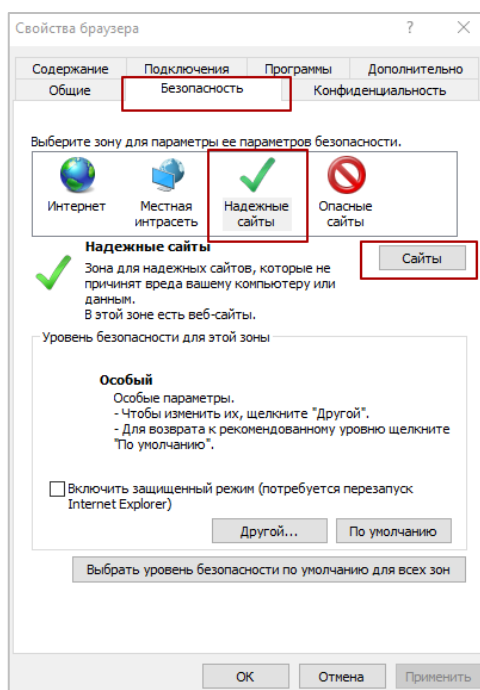 Свойства браузера
Содержание Подключения Программы Дополнительно
Общие Безопасность Конфиденциальность
Выберите зону для параметры ее параметров безопасности.
Интернет
Местная
интрасеть
Надежные
сайты
Опасные
сайты
Надежные сайты
Сайты
Зона для надежных сайтов, которые не
причинят вреда вашему компьютеру или
данным.
В этой зоне есть веб-сайты.
Уровень безопасности для этой зоны
Особый
Особые параметры.
- Чтобы изменить их, щелкните "Другой".
- Для возврата к рекомендованному уровню щелкните
"По умолчанию".
Включить защищенный режим (потребуется перезапуск
Internet Explorer)
Другой... По умолчанию
Выбрать уровень безопасности по умолчанию для всех зон
ОК Отмена Применить